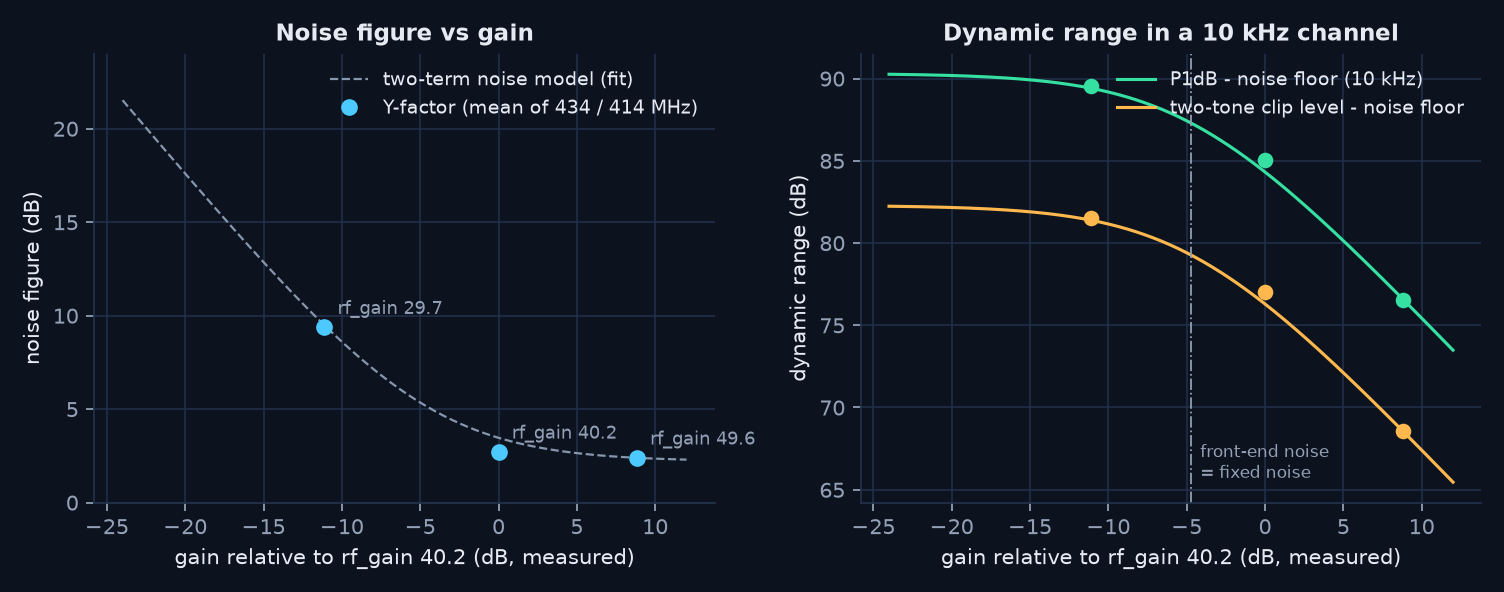 Noise figure vs gain
two-term noise model (fit)
Y-factor (mean of 434 / 414 MHz)
noise figure (dB)
20
15
10
5
0
rf_gain 29.7
rf_gain 40.2
rf_gain 49.6
−25 −20 −15 −10 −5 0 5 10
gain relative to rf_gain 40.2 (dB, measured)
Dynamic range in a 10 kHz channel
P1dB - noise floor (10 kHz)
two-tone clip level - noise floor
dynamic range (dB)
90
85
80
75
70
65
front-end noise
= fixed noise
−25 −20 −15 −10 −5 0 5 10
gain relative to rf_gain 40.2 (dB, measured)